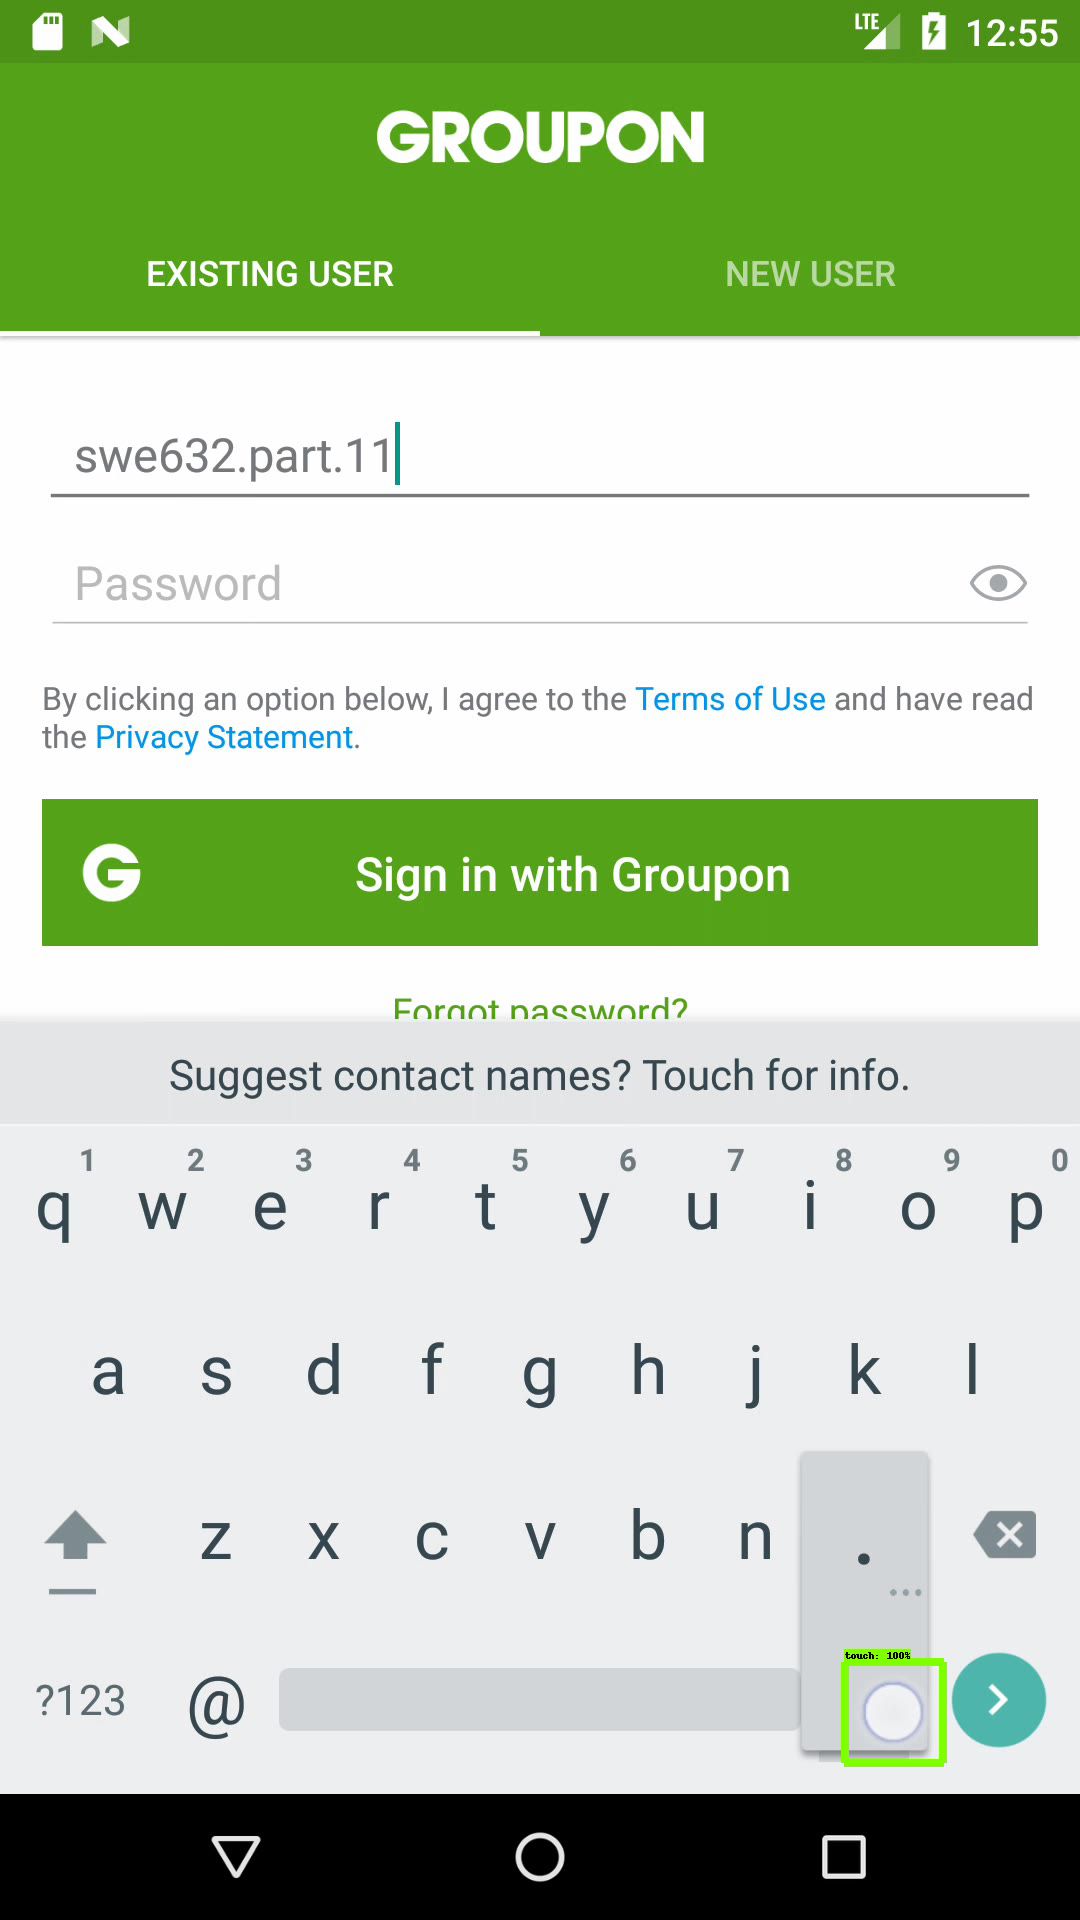 LTE 12:55
GROUPON
EXISTING USER NEW USER
swe632.part.11
Password
By clicking an option below, I agree to the Terms of Use and have read
the Privacy Statement.
G Sign in with Groupon
Forgot password?
Suggest contact names? Touch for info.
1 2 3 4 5 6 7 8 9 0
q w e r t y u i o p
a s d f g h j k l
z x c v b n .
...
touch: 100%
?123 @